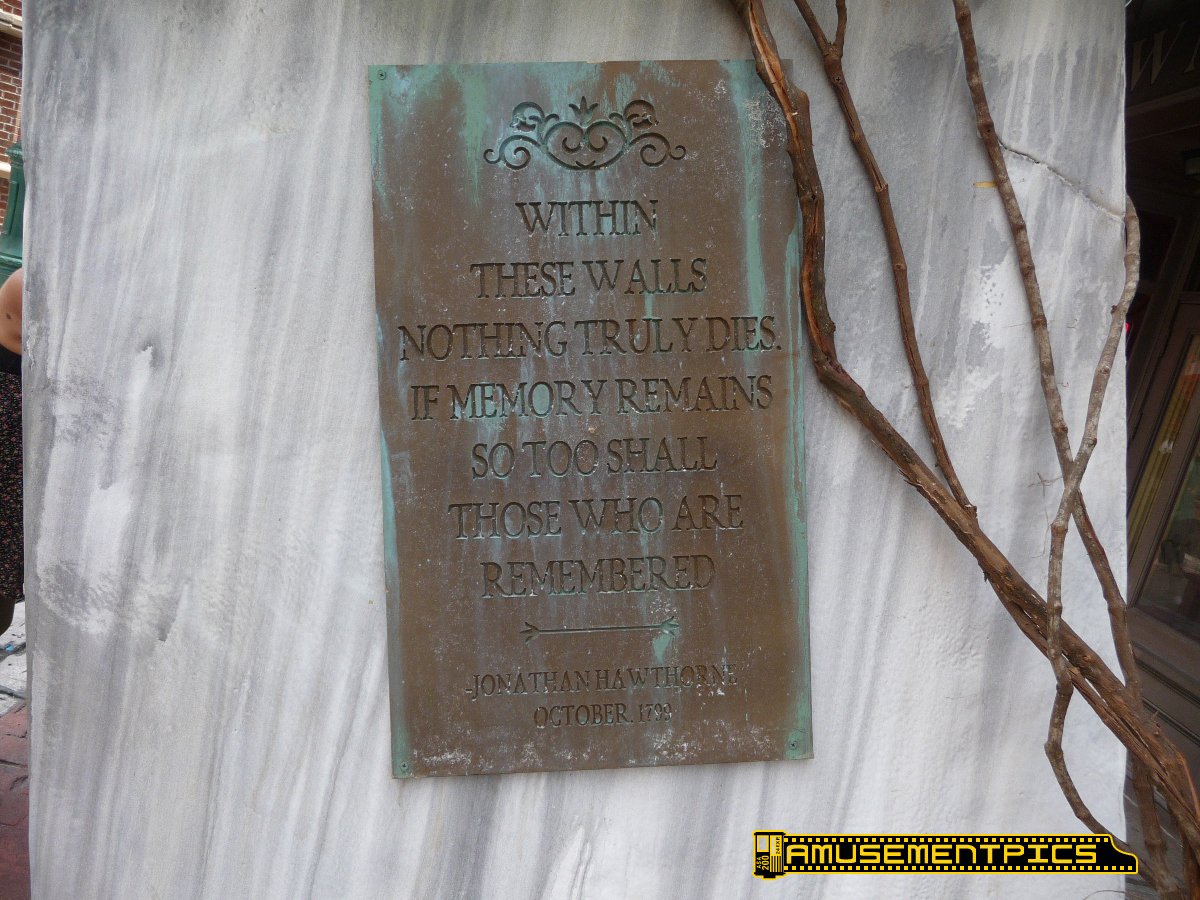 WITHIN
THESE WALLS
NOTHING TRULY DIES.
IF MEMORY REMAINS
SO TOO SHALL
THOSE WHO ARE
REMEMBERED
-JONATHAN HAWTHORNE
OCTOBER. 1799
AMUSEMENTPICS